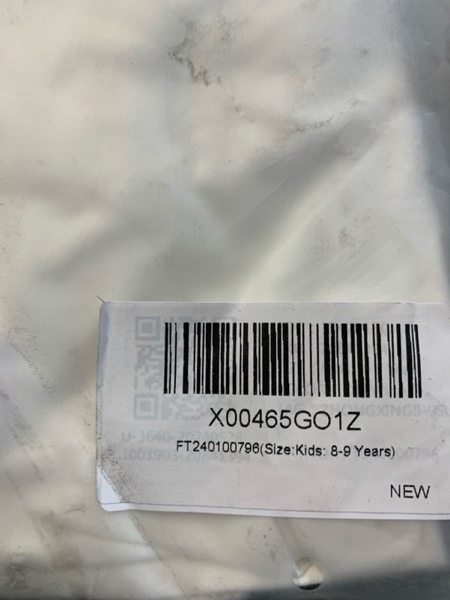 X00465GO1Z
FT240100796(Size:Kids: 8-9 Years)
NEW